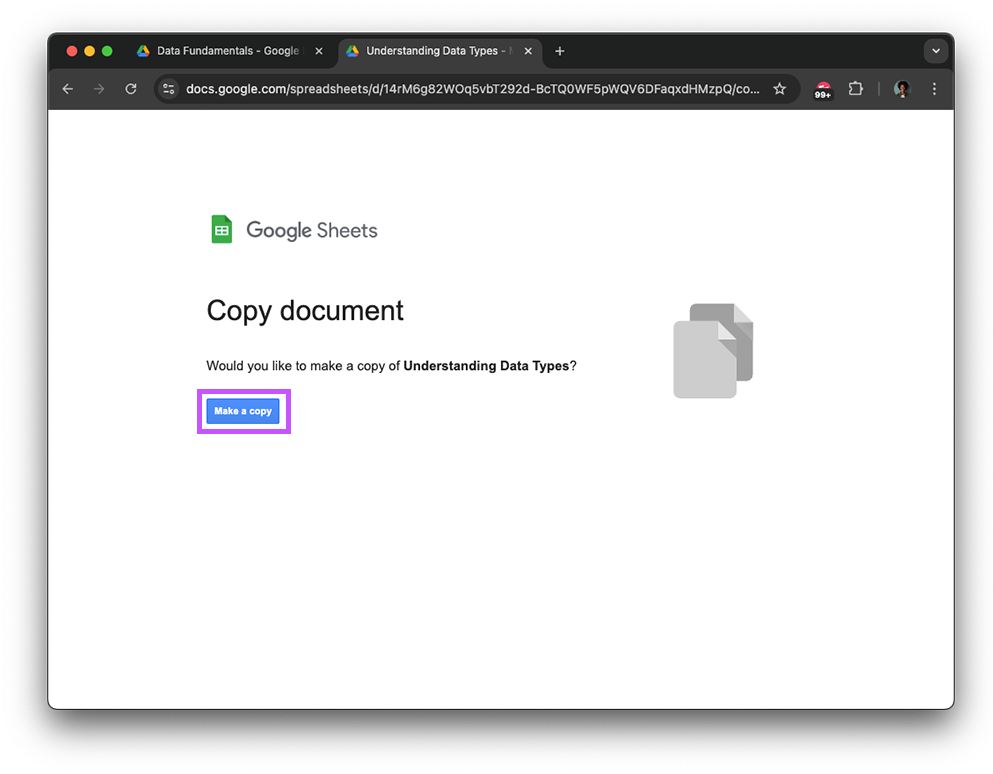 Data Fundamentals - Google
Understanding Data Types -
docs.google.com/spreadsheets/d/14rM6g82WOq5vbT292d-BcTQ0WF5pWQV6DFaqxdHMzpQ/co...
99+
Google Sheets
Copy document
Would you like to make a copy of Understanding Data Types?
Make a copy